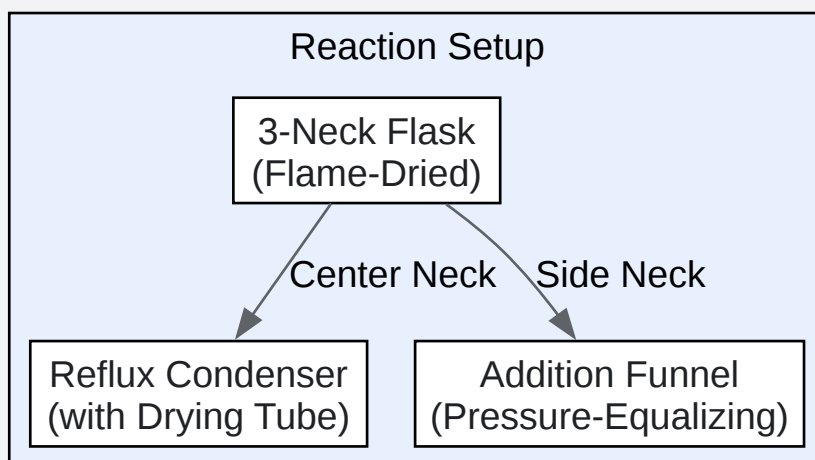 Reaction Setup
3-Neck Flask
(Flame-Dried)
Center Neck
Side Neck
Reflux Condenser
(with Drying Tube)
Addition Funnel
(Pressure-Equalizing)